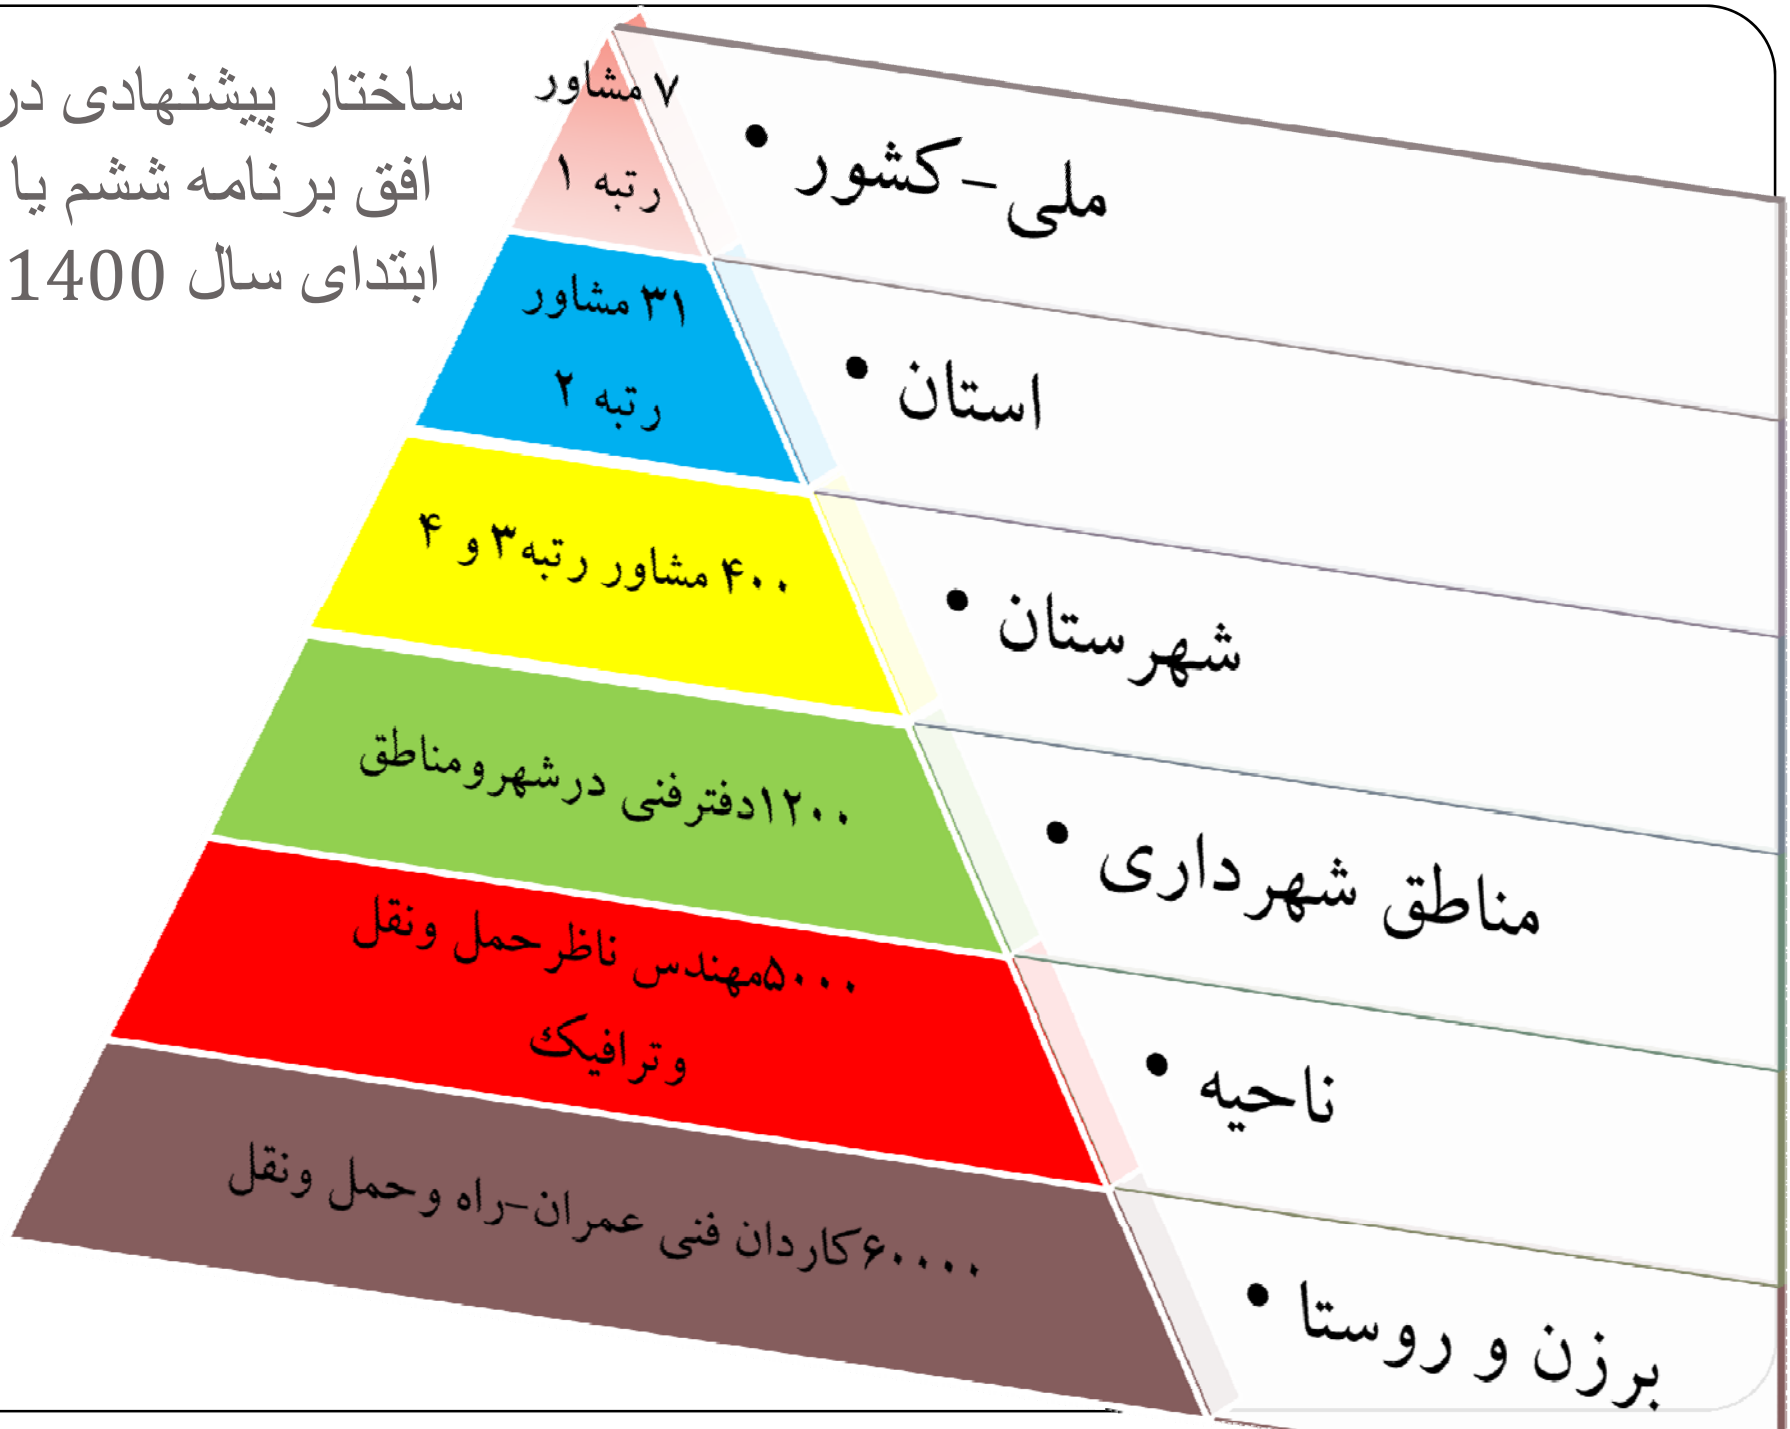 ساختار پیشنهادی در
افق برنامه ششم یا
ابتدای سال 1400
۷ مشاور
رتبه ۱
• ملی-کشور
۳۱ مشاور
رتبه ۲
• استان
۴۰۰ مشاور رتبه۳ و ۴
• شهرستان
۱۲۰۰دفترفنی درشهرومناطق
• مناطق شهرداری
۵۰۰۰مهندس ناظرحمل ونقل
وترافیک
• ناحیه
۶۰۰۰۰کاردان فنی عمران-راه وحمل ونقل
• برزن و روستا